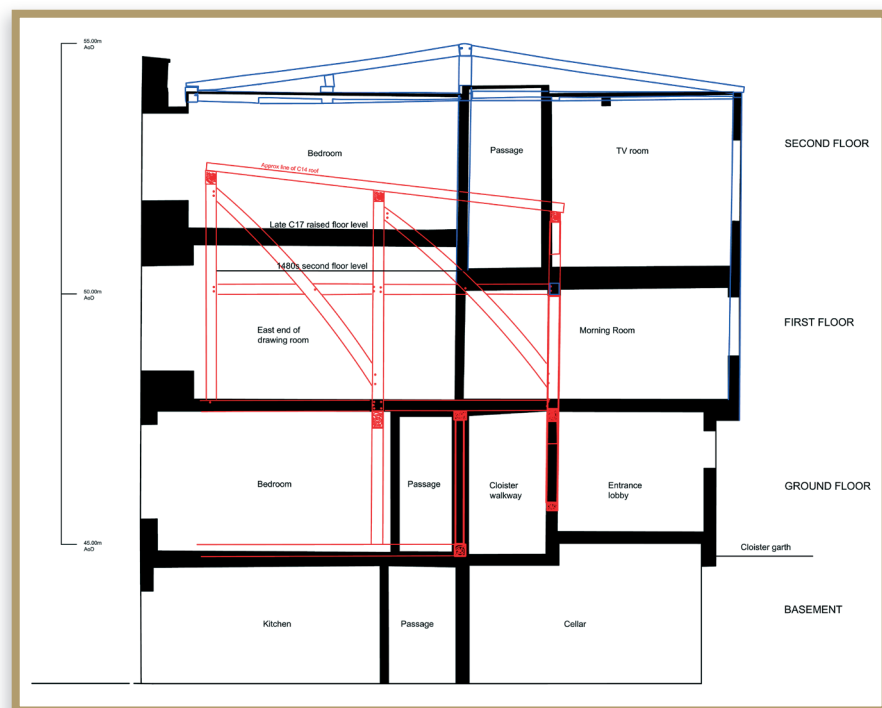 55.00m
AoD
SECOND FLOOR
Bedroom
Passage
TV room
Approx line of C14 roof
Late C17 raised floor level
1480s second floor level
50.00m
AoD
FIRST FLOOR
East end of
drawing room
Morning Room
Bedroom
Passage
Cloister
walkway
Entrance
lobby
GROUND FLOOR
45.00m
AoD
Cloister garth
BASEMENT
Kitchen
Passage
Cellar